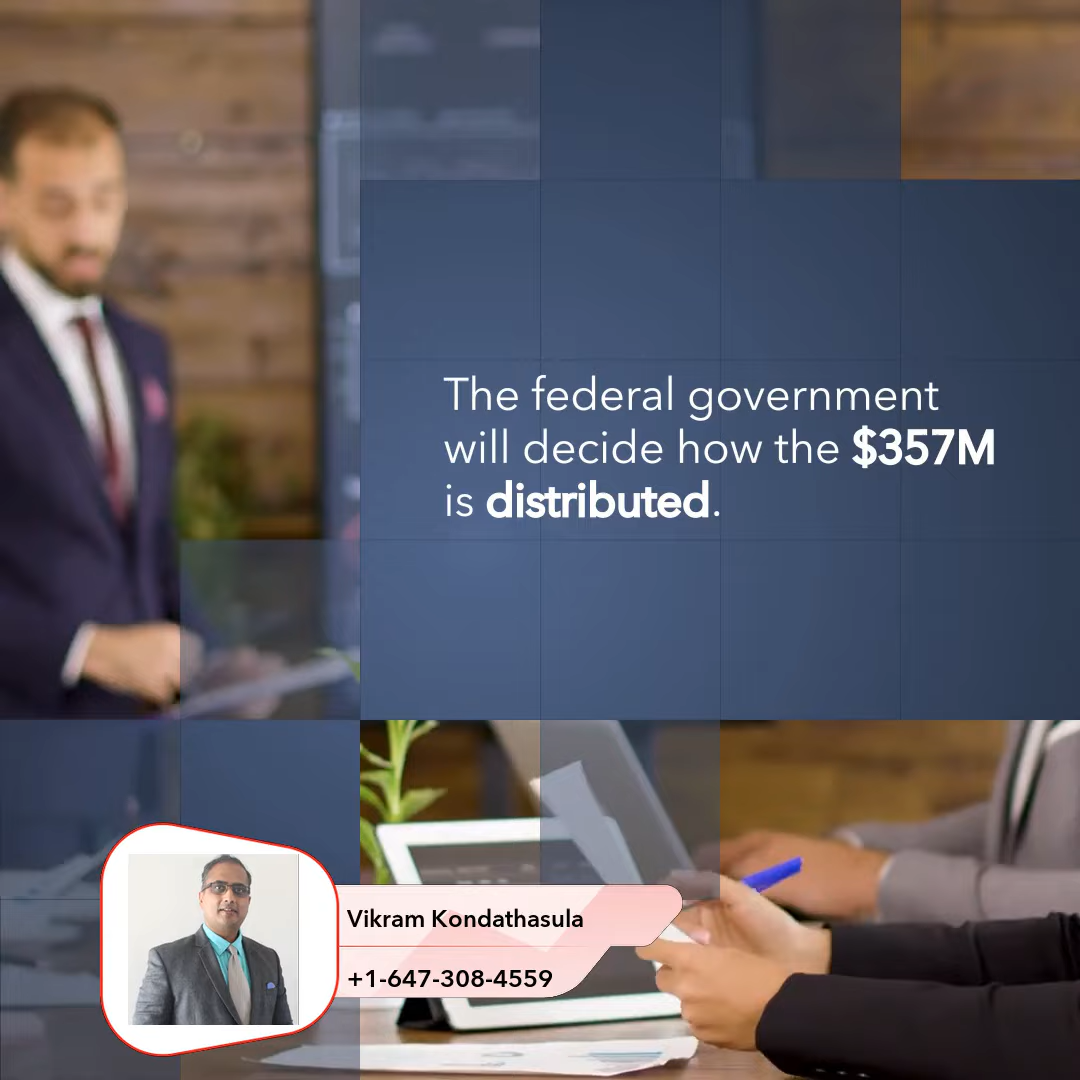 The federal government
will decide how the $357M
is distributed.
Vikram Kondathasula
+1-647-308-4559